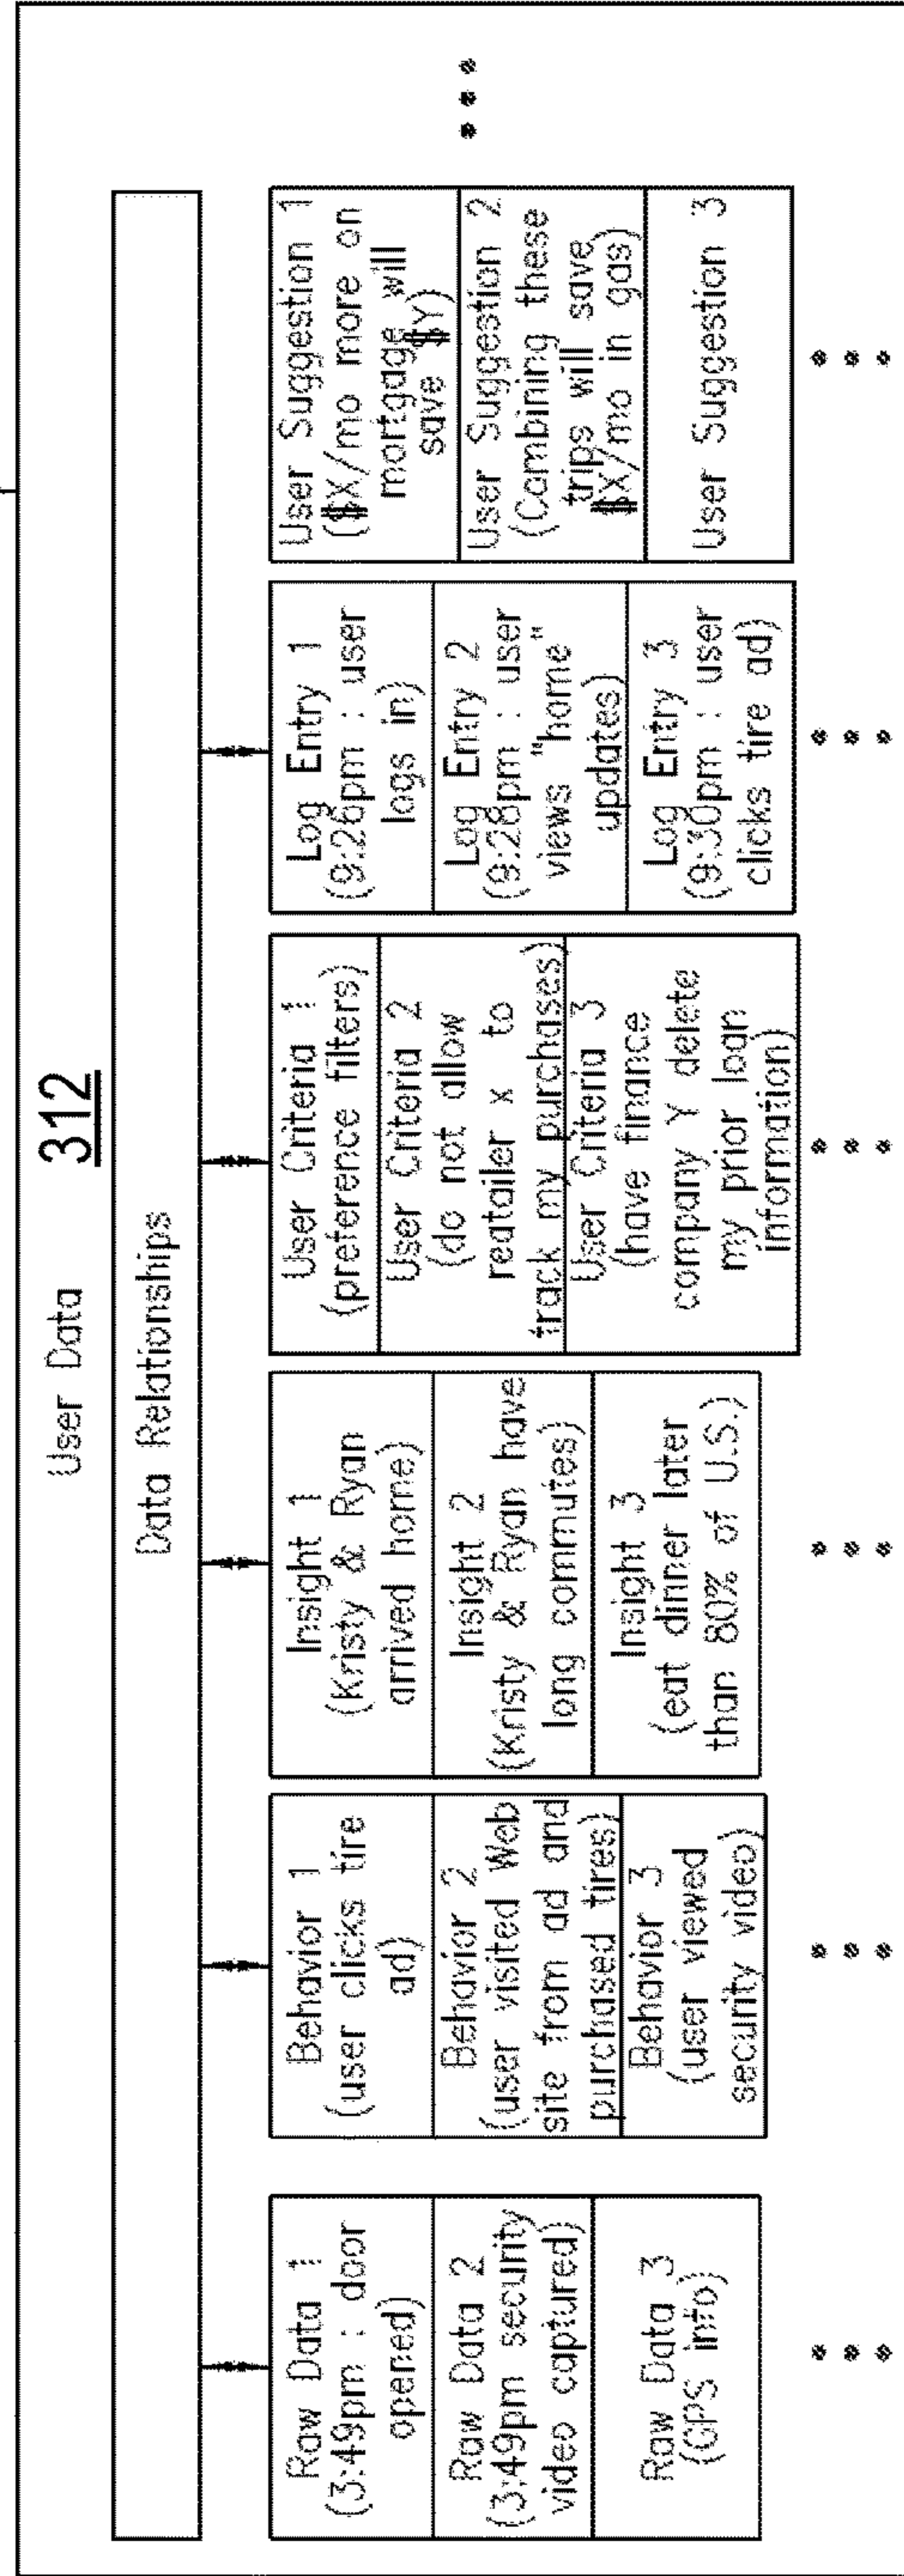 User Data
312
Data Relationships
Raw Data 1
(3:49pm : door
opened)
Raw Data 2
(3:49pm security
video captured)
Raw Data 3
(GPS info)
Behavior 1
(user clicks tire
ad)
Behavior 2
(user visited Web
site from ad and
purchased tires)
Behavior 3
(user viewed
security video)
Insight 1
(Kristy & Ryan
arrived home)
Insight 2
(Kristy & Ryan have
long commutes)
Insight 3
(eat dinner later
than 80% of U.S.)
User Criteria 1
(preference filters)
User Criteria 2
(do not allow
reatailer x to
track my purchases)
User Criteria 3
(have finance
company Y delete
my prior loan
information)
Log Entry 1
(9:26pm : user
logs in)
Log Entry 2
(9:28pm : user
views "home"
updates)
Log Entry 3
(9:30pm : user
clicks tire ad)
User Suggestion 1
($X/mo more on
mortgage will
save $Y)
User Suggestion 2
(Combining these
trips will save
$X/mo in gas)
User Suggestion 3